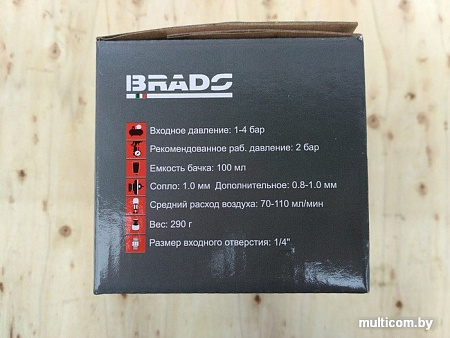 BRADS
Входное давление: 1-4 бар
Рекомендованное раб. давление: 2 бар
Емкость бачка: 100 мл
Сопло: 1.0 мм Дополнительное: 0.8-1.0 мм
Средний расход воздуха: 70-110 мл/мин
Вес: 290 г
Размер входного отверстия: 1/4"
multicom.by